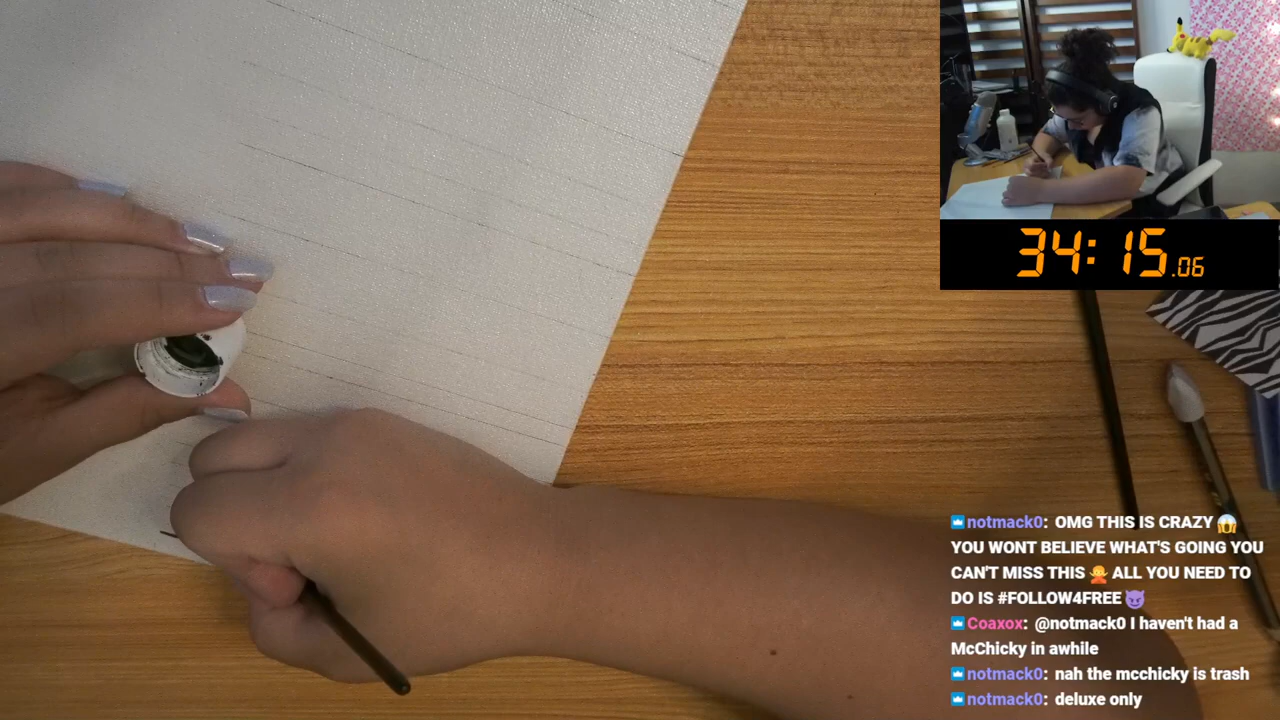 34:15.06
notmack0: OMG THIS IS CRAZY 😱
YOU WONT BELIEVE WHAT'S GOING YOU
CAN'T MISS THIS 🙅 ALL YOU NEED TO
DO IS #FOLLOW4FREE 😈
Coaxox: @notmack0 I haven't had a
McChicky in awhile
notmack0: nah the mcchicky is trash
notmack0: deluxe only